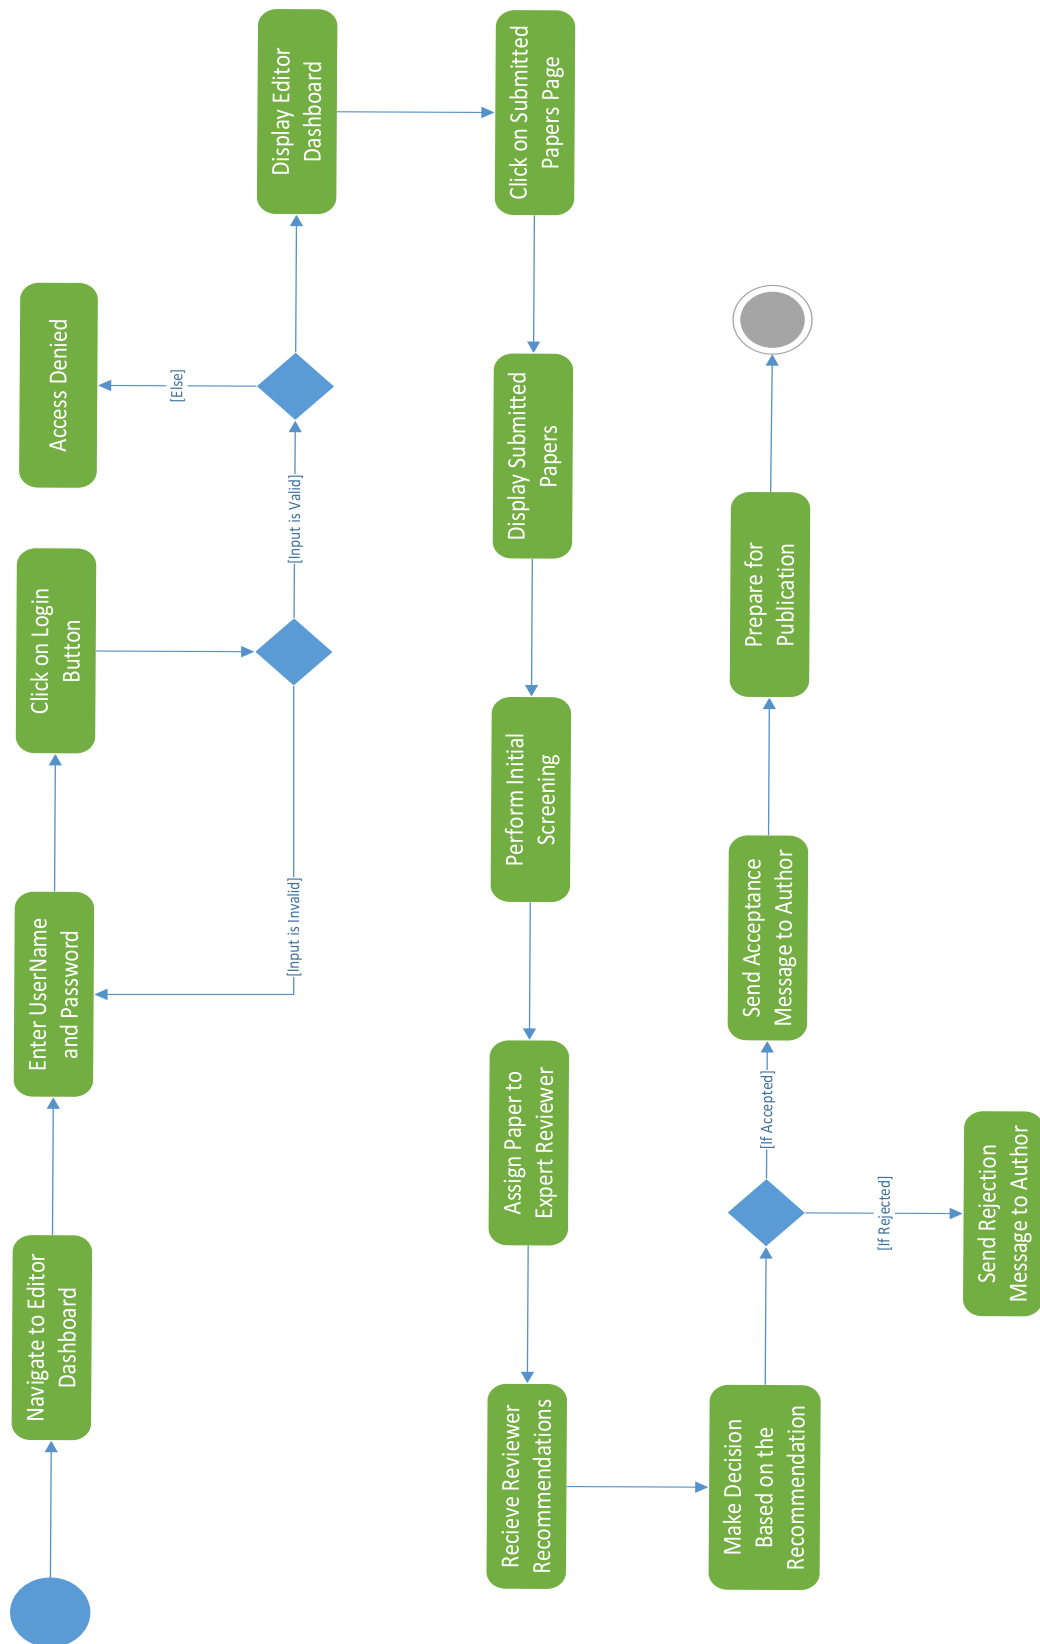 Navigate to Editor
Dashboard
Enter UserName
and Password
Click on Login
Button
Access Denied
[Else]
[Input is Invalid]
[Input is Valid]
Display Editor
Dashboard
Click on Submitted
Papers Page
Display Submitted
Papers
Perform Initial
Screening
Assign Paper to
Expert Reviewer
Recieve Reviewer
Recommendations
Make Decision
Based on the
Recommendation
[If Accepted]
Send Acceptance
Message to Author
Prepare for
Publication
[If Rejected]
Send Rejection
Message to Author